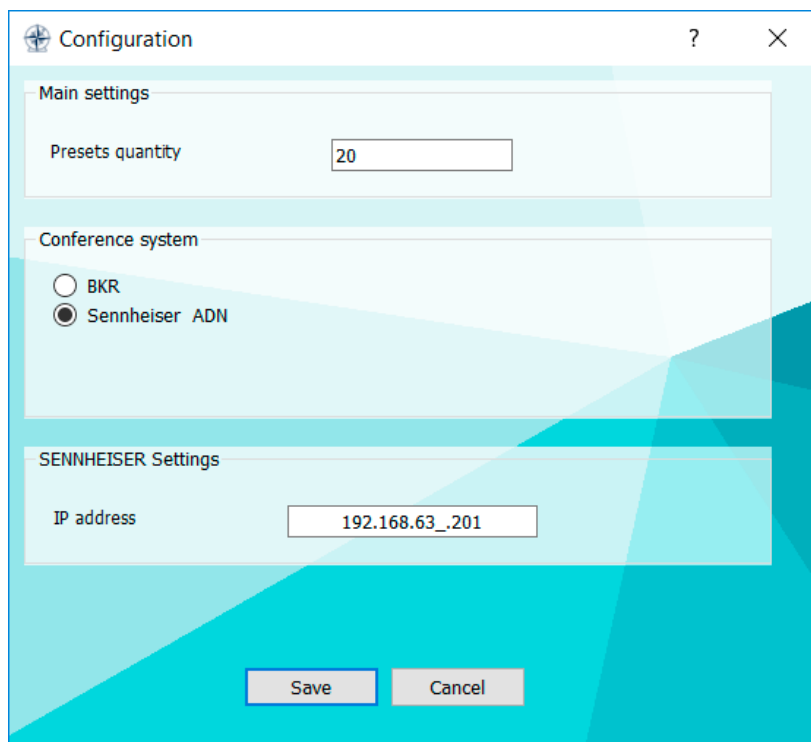 Configuration
Main settings
Presets quantity 20
Conference system
BKR
Sennheiser ADN
SENNHEISER Settings
IP address 192.168.63_.201
Save Cancel